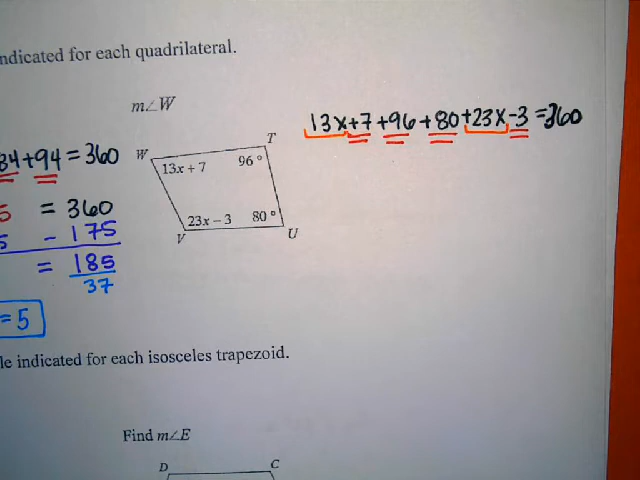 ndicated for each quadrilateral.
m∠W
13x+7+96+80+23x-3=360
84+94=360
W
T
13x + 7
96°
5 = 360
23x − 3
80°
V
U
5 - 175
= 185
37
=5
le indicated for each isosceles trapezoid.
Find m∠E
D
C